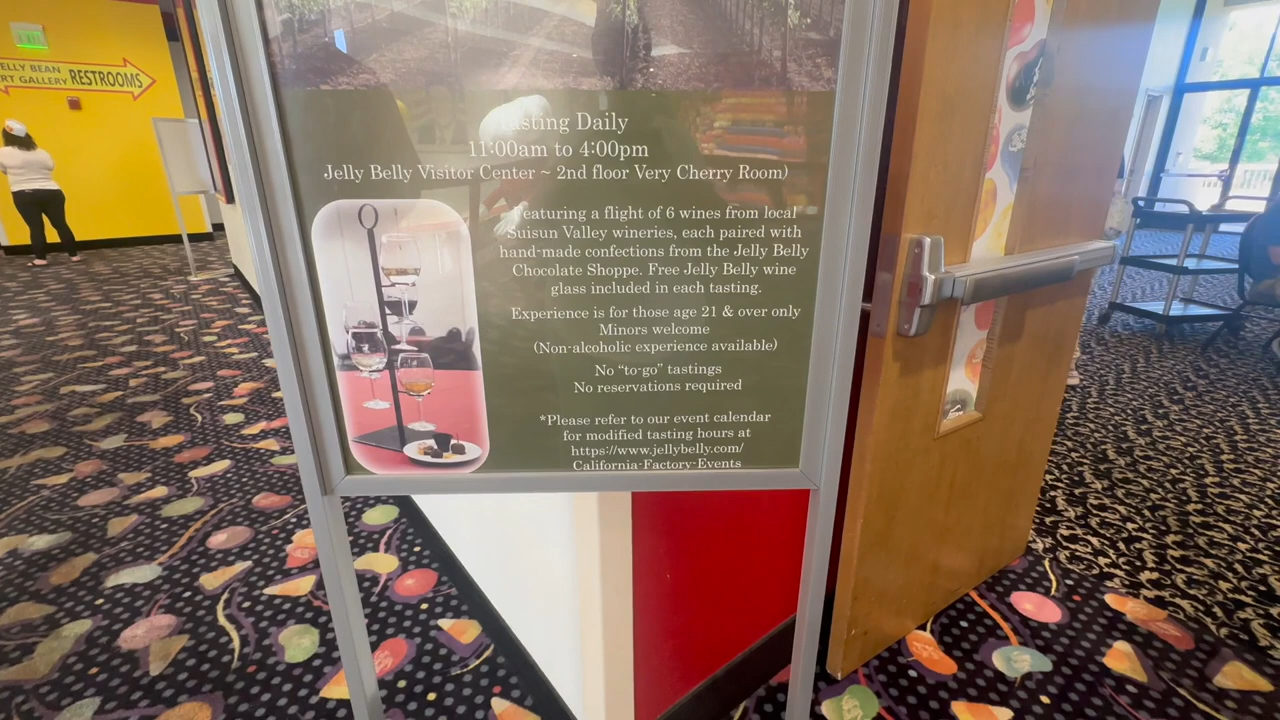 ELLY BEAN
RT GALLERY RESTROOMS
Tasting Daily
11:00am to 4:00pm
Jelly Belly Visitor Center ~ 2nd floor Very Cherry Room)
Featuring a flight of 6 wines from local
Suisun Valley wineries, each paired with
hand-made confections from the Jelly Belly
Chocolate Shoppe. Free Jelly Belly wine
glass included in each tasting.
Experience is for those age 21 & over only
Minors welcome
(Non-alcoholic experience available)
No “to-go” tastings
No reservations required
*Please refer to our event calendar
for modified tasting hours at
https://www.jellybelly.com/
California-Factory-Events